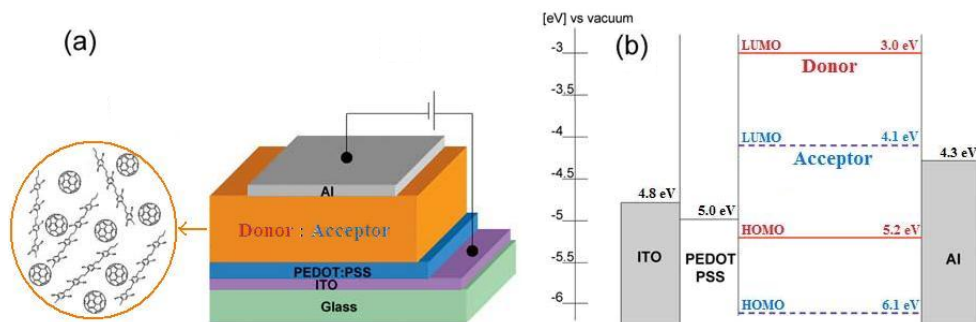 (a)
Al
Donor : Acceptor
PEDOT:PSS
ITO
Glass
[eV] vs vacuum
(b)
-3
-3,5
-4
-4,5
-5
-5,5
-6
LUMO 3.0 eV
Donor
LUMO 4.1 eV
Acceptor
4.3 eV
4.8 eV
5.0 eV
HOMO 5.2 eV
ITO
PEDOT
PSS
Al
HOMO 6.1 eV